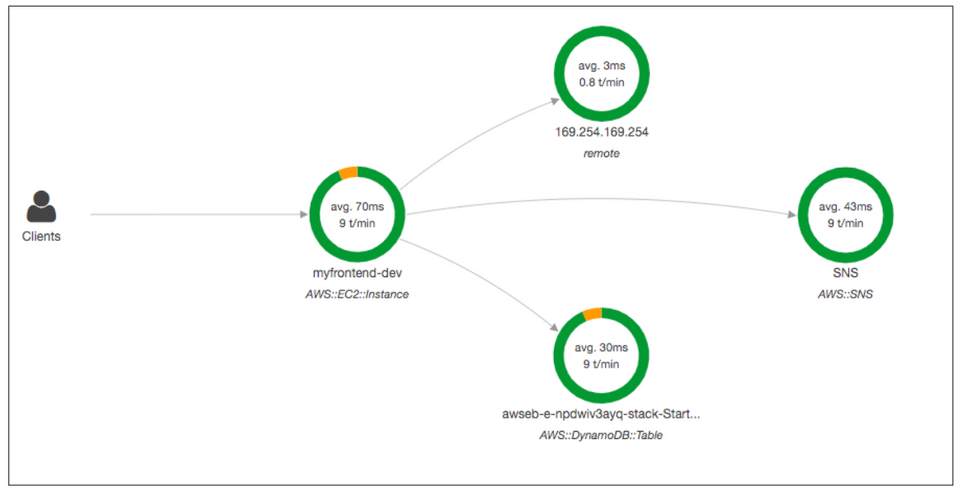 avg. 3ms
0.8 t/min
169.254.169.254
remote
Clients
avg. 70ms
9 t/min
myfrontend-dev
AWS::EC2::Instance
avg. 43ms
9 t/min
SNS
AWS::SNS
avg. 30ms
9 t/min
awseb-e-npdwiv3ayq-stack-Start...
AWS::DynamoDB::Table